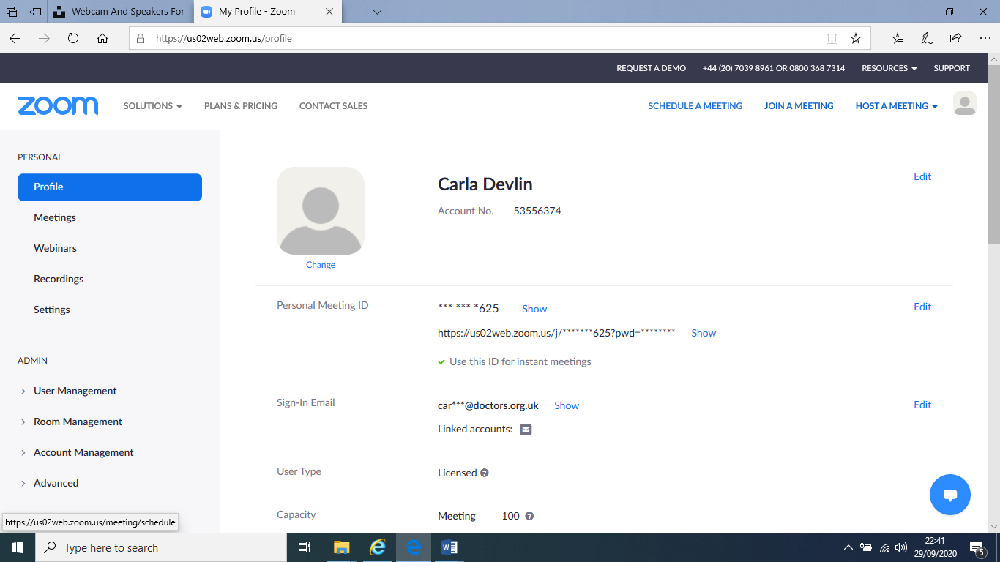 Webcam And Speakers For
My Profile - Zoom
https://us02web.zoom.us/profile
REQUEST A DEMO +44 (20) 7039 8961 OR 0800 368 7314 RESOURCES SUPPORT
zoom SOLUTIONS PLANS & PRICING CONTACT SALES SCHEDULE A MEETING JOIN A MEETING HOST A MEETING
PERSONAL
Profile
Meetings
Webinars
Recordings
Settings
ADMIN
User Management
Room Management
Account Management
Advanced
Change
Carla Devlin Edit
Account No. 53556374
Personal Meeting ID *** *** *625 Show Edit
https://us02web.zoom.us/j/*******625?pwd=******** Show
Use this ID for instant meetings
Sign-In Email car***@doctors.org.uk Show Edit
Linked accounts:
User Type Licensed
Capacity Meeting 100
https://us02web.zoom.us/meeting/schedule
Type here to search
22:41
29/09/2020
5